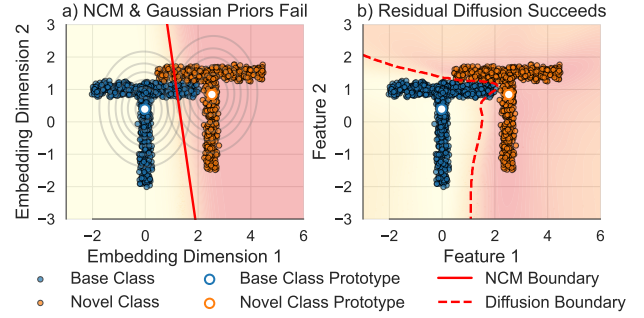 a) NCM & Gaussian Priors Fail
b) Residual Diffusion Succeeds
Embedding Dimension 2
3
2
1
0
1
2
3
−2
0
2
4
6
Embedding Dimension 1
Feature 2
3
2
1
0
1
2
3
−2
0
2
4
6
Feature 1
Base Class
Base Class Prototype
NCM Boundary
Novel Class
Novel Class Prototype
Diffusion Boundary